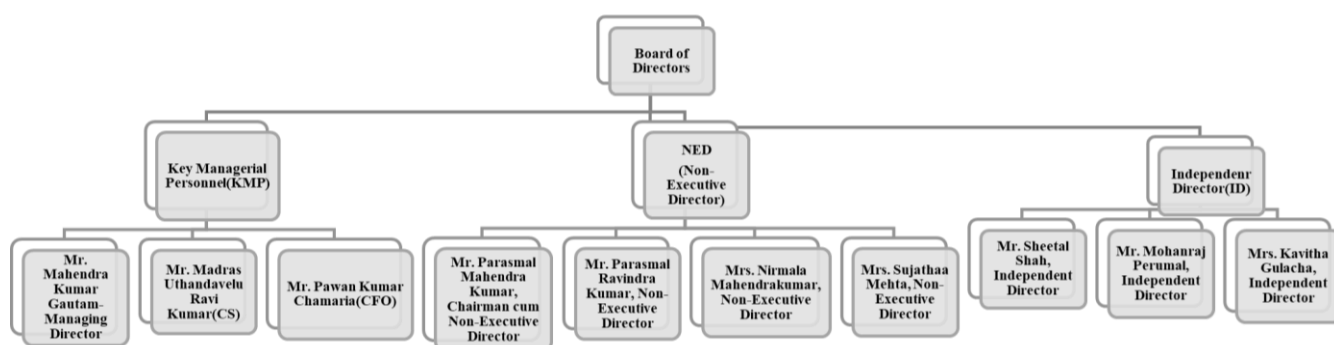 Board of
Directors
Key Managerial
Personnel(KMP)
NED
(Non-
Executive
Director)
Independenr
Director(ID)
Mr.
Mahendra
Kumar
Gautam-
Managing
Director
Mr. Madras
Uthandavelu
Ravi
Kumar(CS)
Mr. Pawan Kumar
Chamaria(CFO)
Mr. Parasmal
Mahendra
Kumar,
Chairman cum
Non-Executive
Director
Mr. Parasmal
Ravindra
Kumar, Non-
Executive
Director
Mrs. Nirmala
Mahendrakumar,
Non-Executive
Director
Mrs. Sujathaa
Mehta, Non-
Executive
Director
Mr. Sheetal
Shah,
Independent
Director
Mr. Mohanraj
Perumal,
Independent
Director
Mrs. Kavitha
Gulacha,
Independent
Director